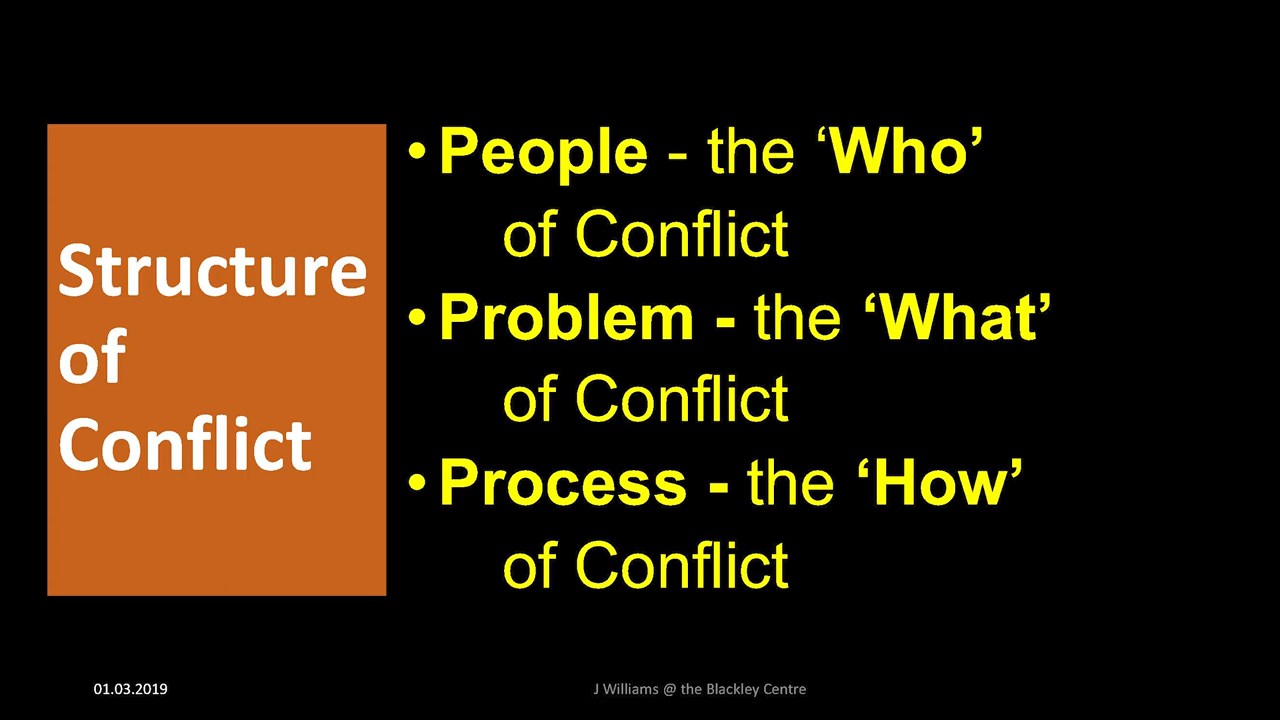 Structure
of
Conflict
• People - the ‘Who’
of Conflict
• Problem - the ‘What’
of Conflict
• Process - the ‘How’
of Conflict
01.03.2019
J Williams @ the Blackley Centre